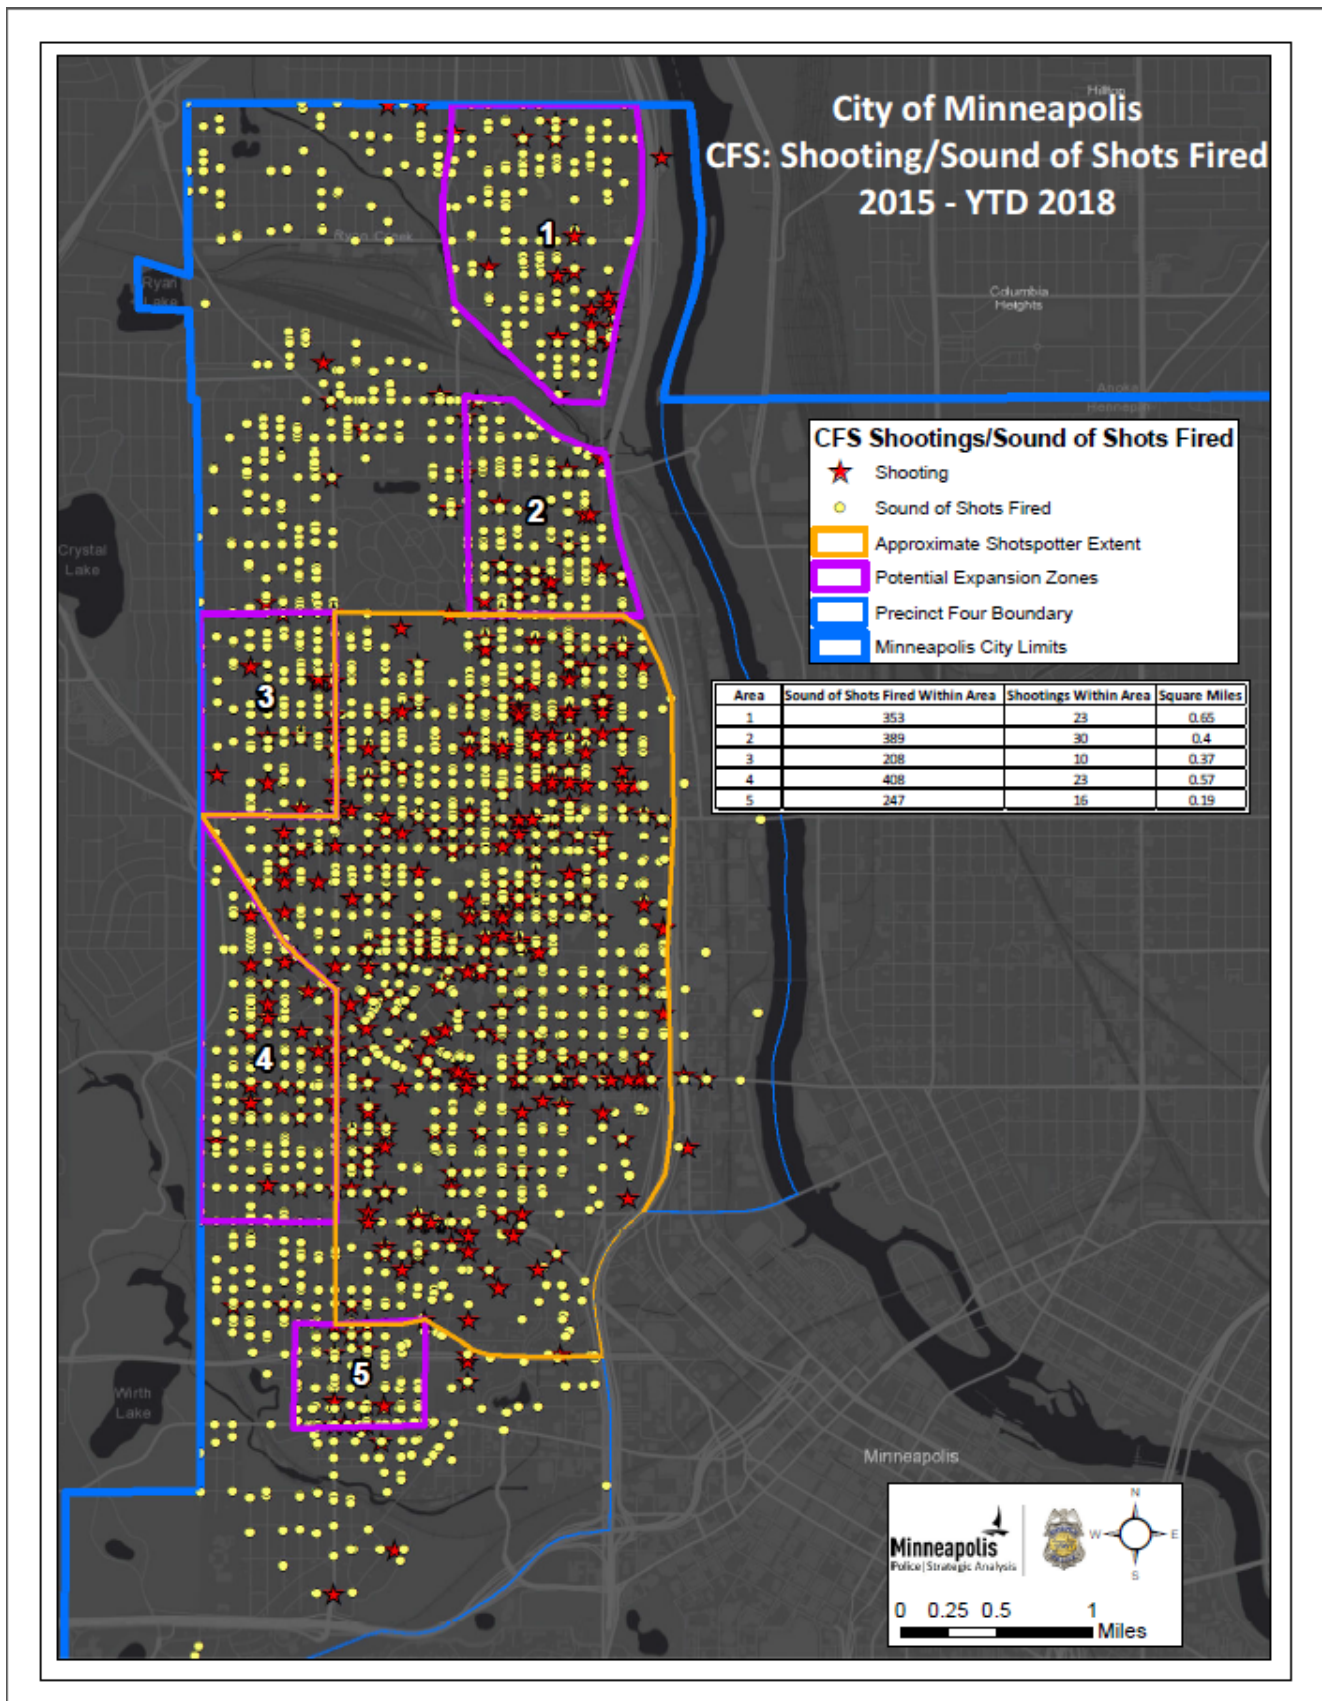 City of Minneapolis
CFS: Shooting/Sound of Shots Fired
2015 - YTD 2018
Hilltop
Ryan Creek
Ryan
Lake
Columbia
Heights
Anoka
Hennepin
Crystal
Lake
Wirth
Lake
Minneapolis
1
2
3
4
5
CFS Shootings/Sound of Shots Fired
Shooting
Sound of Shots Fired
Approximate Shotspotter Extent
Potential Expansion Zones
Precinct Four Boundary
Minneapolis City Limits
Area Sound of Shots Fired Within Area Shootings Within Area Square Miles
1 353 23 0.65
2 389 30 0.4
3 208 10 0.37
4 408 23 0.57
5 247 16 0.19
Minneapolis
Police | Strategic Analysis
N
W E
S
0 0.25 0.5 1
Miles